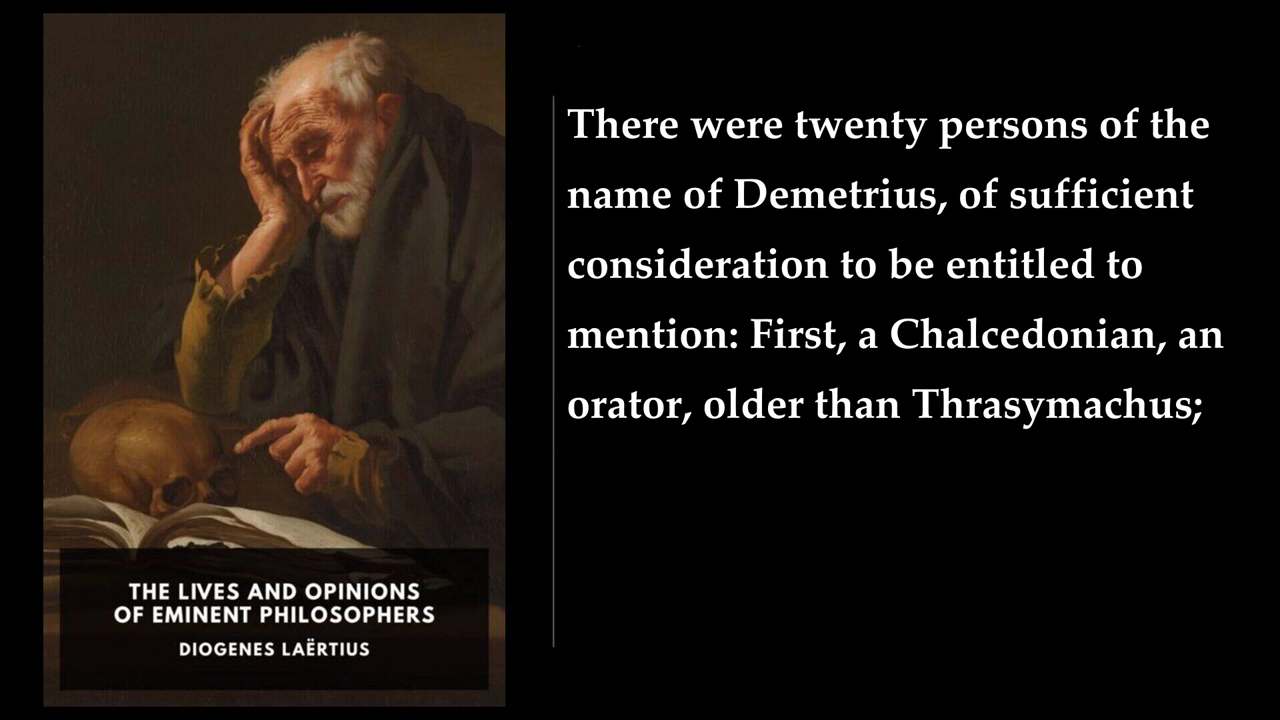 THE LIVES AND OPINIONS
OF EMINENT PHILOSOPHERS
DIOGENES LAËRTIUS
There were twenty persons of the
name of Demetrius, of sufficient
consideration to be entitled to
mention: First, a Chalcedonian, an
orator, older than Thrasymachus;